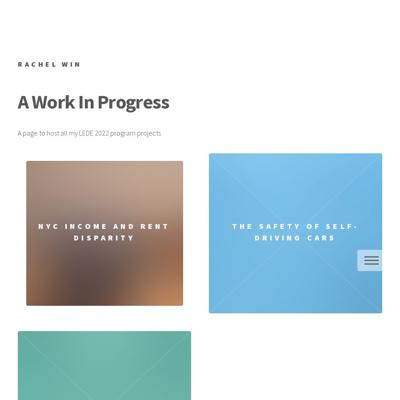 RACHEL WIN
A Work In Progress
A page to host all my LEDE 2022 program projects
NYC INCOME AND RENT
DISPARITY
THE SAFETY OF SELF-
DRIVING CARS